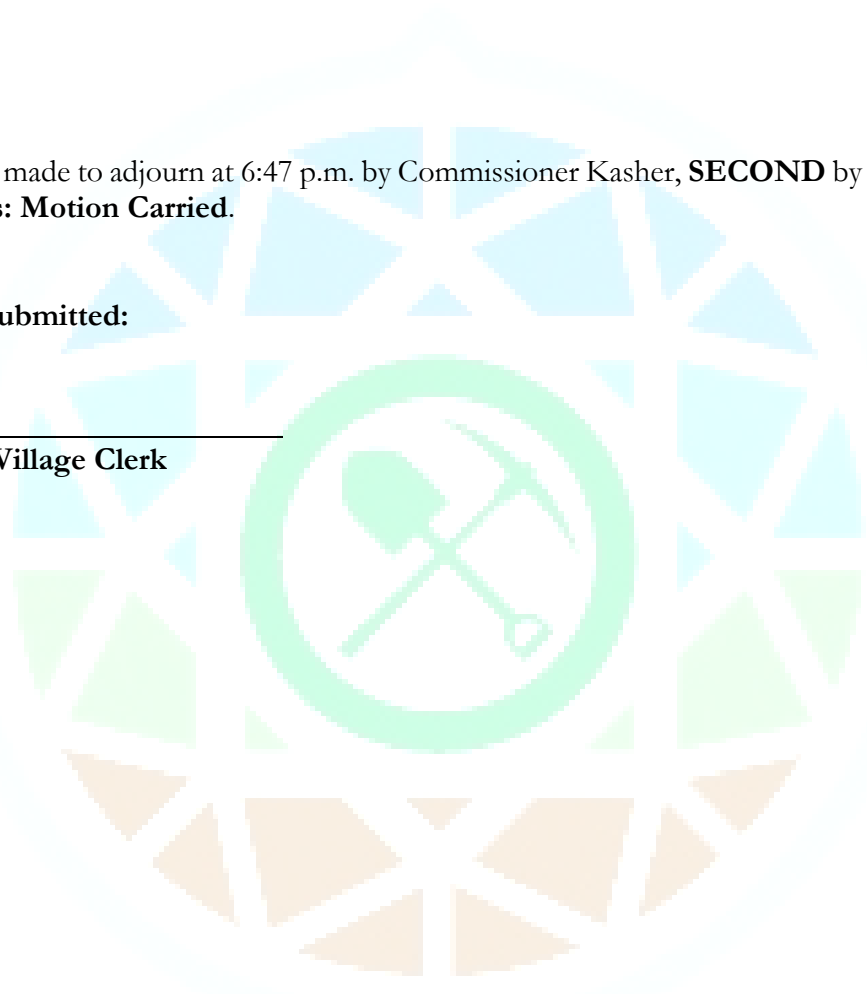 made to adjourn at 6:47 p.m. by Commissioner Kasher, SECOND by
s: Motion Carried.
ubmitted:
Village Clerk